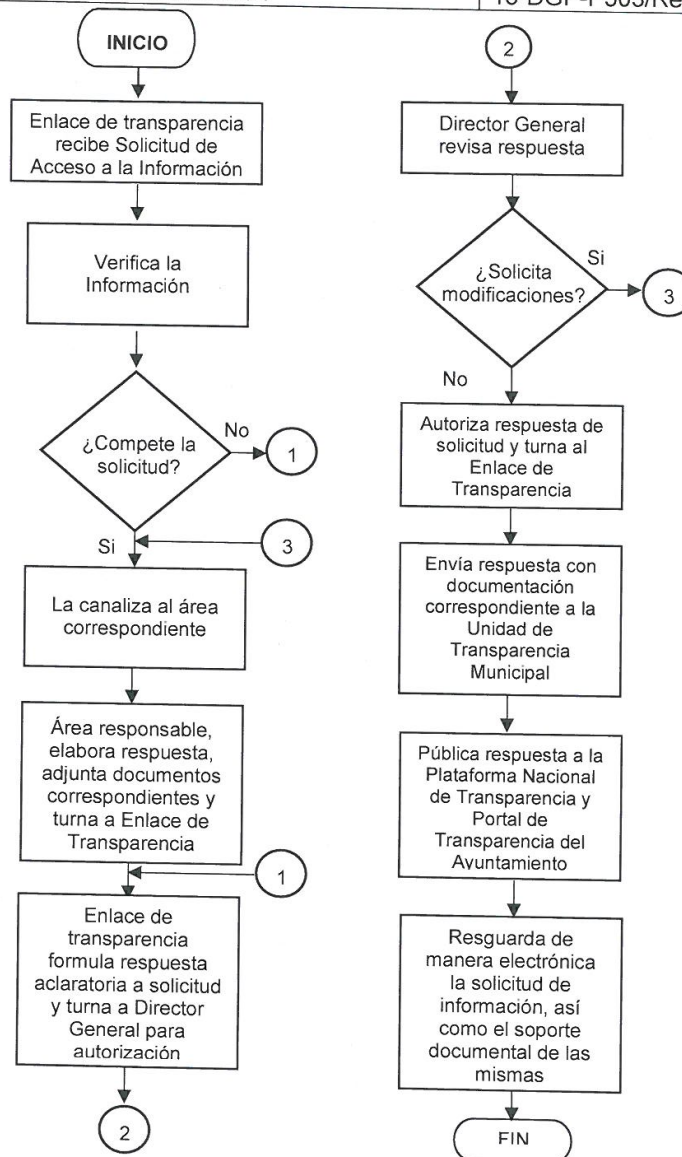 INICIO
Enlace de transparencia
recibe Solicitud de
Acceso a la Información
Verifica la
Información
¿Compete la
solicitud?
No
1
Si
3
La canaliza al área
correspondiente
Área responsable,
elabora respuesta,
adjunta documentos
correspondientes y
turna a Enlace de
Transparencia
1
Enlace de
transparencia
formula respuesta
aclaratoria a solicitud
y turna a Director
General para
autorización
2
2
Director General
revisa respuesta
¿Solicita
modificaciones?
Si
3
No
Autoriza respuesta de
solicitud y turna al
Enlace de
Transparencia
Envía respuesta con
documentación
correspondiente a la
Unidad de
Transparencia
Municipal
Pública respuesta a la
Plataforma Nacional
de Transparencia y
Portal de
Transparencia del
Ayuntamiento
Resguarda de
manera electrónica
la solicitud de
información, así
como el soporte
documental de las
mismas
FIN